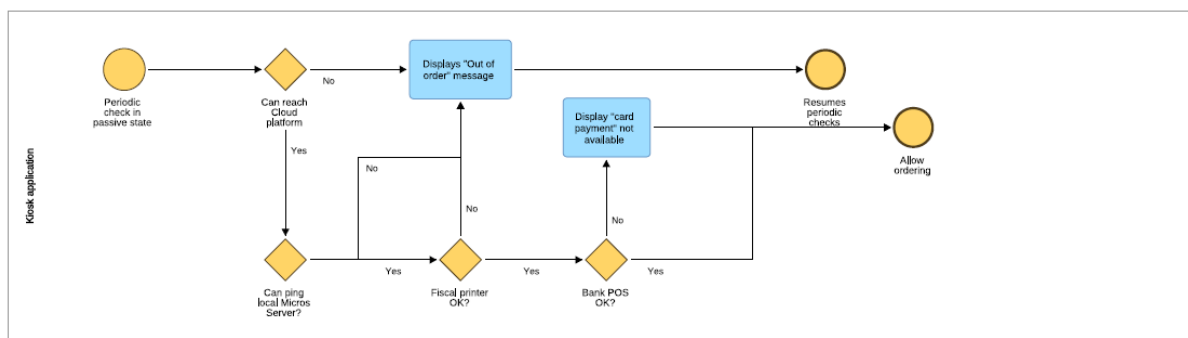 Kiosk application
Periodic
check in
passive state
Can reach
Cloud
platform
No
Displays "Out of
order" message
Resumes
periodic
checks
Yes
Display "card
payment" not
available
Allow
ordering
No
No
No
Can ping
local Micros
Server?
Yes
Fiscal printer
OK?
Yes
Bank POS
OK?
Yes